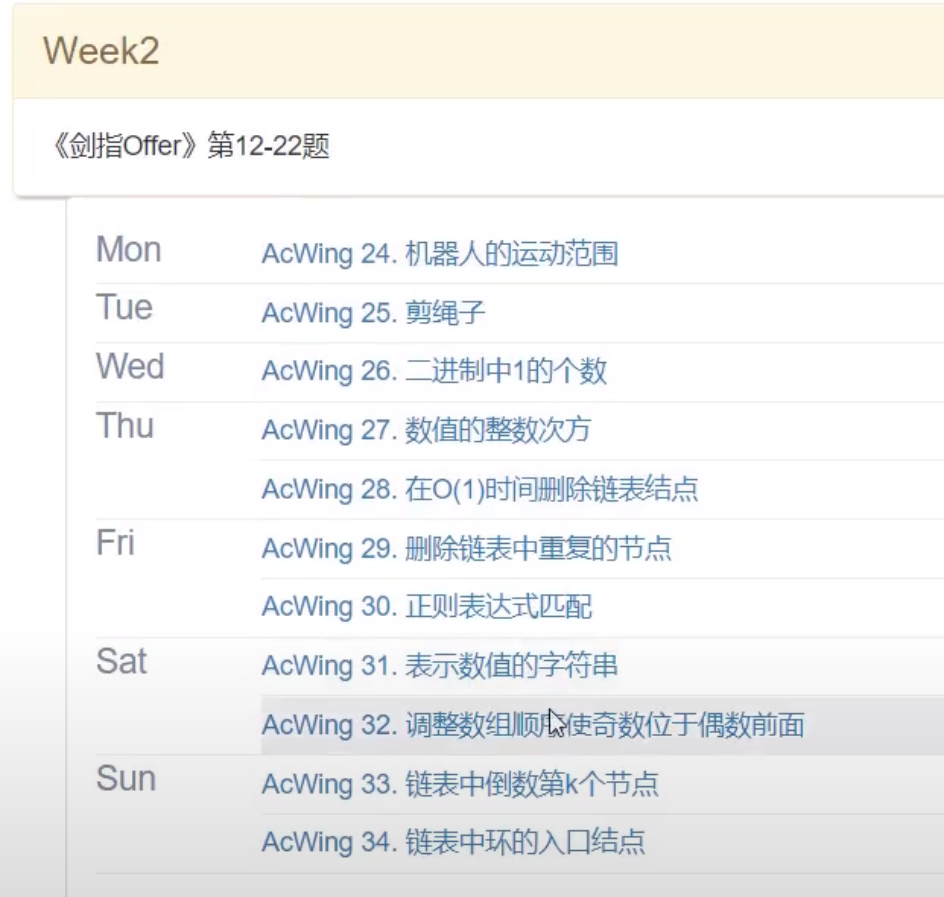 Week2
《剑指Offer》第12-22题
Mon AcWing 24. 机器人的运动范围
Tue AcWing 25. 剪绳子
Wed AcWing 26. 二进制中1的个数
Thu AcWing 27. 数值的整数次方
AcWing 28. 在O(1)时间删除链表结点
Fri AcWing 29. 删除链表中重复的节点
AcWing 30. 正则表达式匹配
Sat AcWing 31. 表示数值的字符串
AcWing 32. 调整数组顺序使奇数位于偶数前面
Sun AcWing 33. 链表中倒数第k个节点
AcWing 34. 链表中环的入口结点